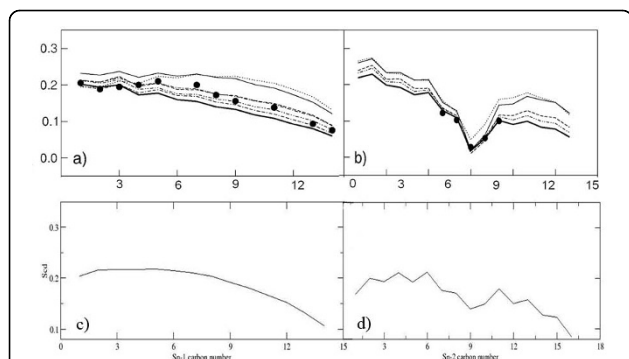 0.3
0.2
0.1
0.0
a)
b)
3 6 9 12
0 3 6 9 12 15
0.3
0.2
0.1
Sccd
c)
d)
0 3 6 9 12 15
0 3 6 9 12 15 18
Sn-1 carbon number
Sn-2 carbon number